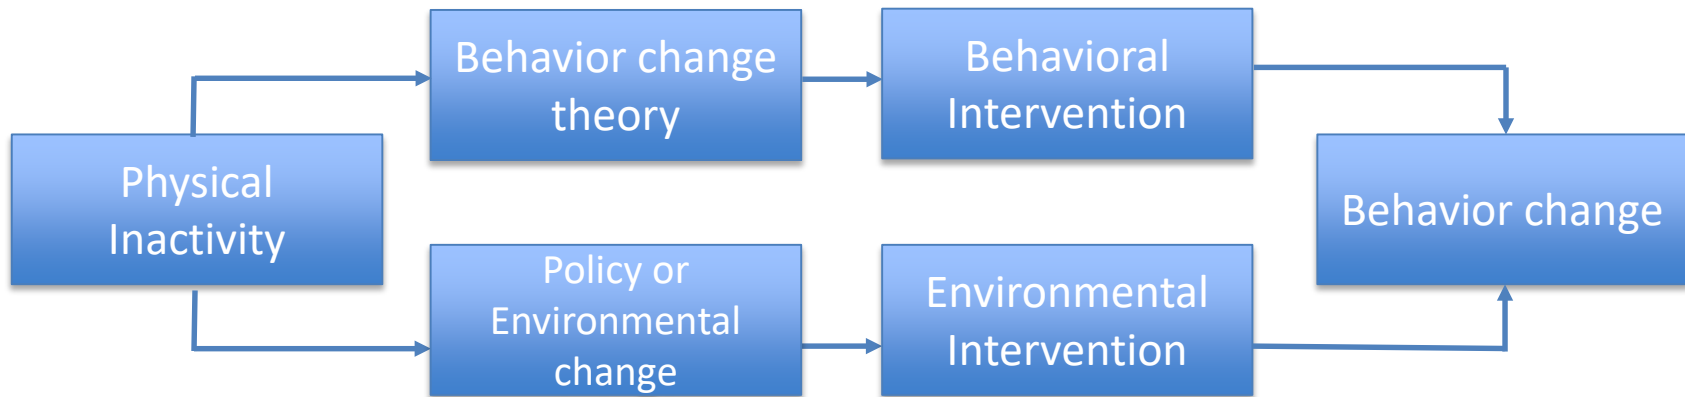 Behavior change
theory
Behavioral
Intervention
Physical
Inactivity
Behavior change
Policy or
Environmental
change
Environmental
Intervention